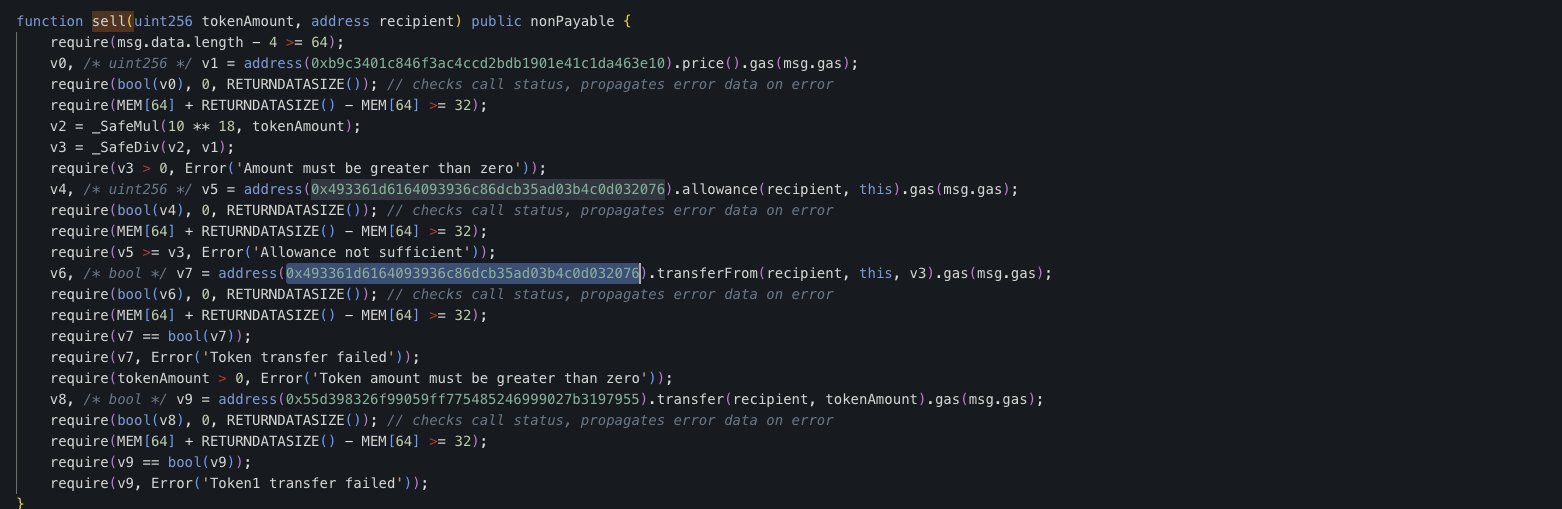 function sell(uint256 tokenAmount, address recipient) public nonPayable {
require(msg.data.length - 4 >= 64);
v0, /* uint256 */ v1 = address(0xb9c3401c846f3ac4ccd2bdb1901e41c1da463e10).price().gas(msg.gas);
require(bool(v0), 0, RETURNDATASIZE()); // checks call status, propagates error data on error
require(MEM[64] + RETURNDATASIZE() - MEM[64] >= 32);
v2 = _SafeMul(10 ** 18, tokenAmount);
v3 = _SafeDiv(v2, v1);
require(v3 > 0, Error('Amount must be greater than zero'));
v4, /* uint256 */ v5 = address(0x493361d6164093936c86dcb35ad03b4c0d032076).allowance(recipient, this).gas(msg.gas);
require(bool(v4), 0, RETURNDATASIZE()); // checks call status, propagates error data on error
require(MEM[64] + RETURNDATASIZE() - MEM[64] >= 32);
require(v5 >= v3, Error('Allowance not sufficient'));
v6, /* bool */ v7 = address(0x493361d6164093936c86dcb35ad03b4c0d032076).transferFrom(recipient, this, v3).gas(msg.gas);
require(bool(v6), 0, RETURNDATASIZE()); // checks call status, propagates error data on error
require(MEM[64] + RETURNDATASIZE() - MEM[64] >= 32);
require(v7 == bool(v7));
require(v7, Error('Token transfer failed'));
require(tokenAmount > 0, Error('Token amount must be greater than zero'));
v8, /* bool */ v9 = address(0x55d398326f99059ff775485246999027b3197955).transfer(recipient, tokenAmount).gas(msg.gas);
require(bool(v8), 0, RETURNDATASIZE()); // checks call status, propagates error data on error
require(MEM[64] + RETURNDATASIZE() - MEM[64] >= 32);
require(v9 == bool(v9));
require(v9, Error('Token1 transfer failed'));
}